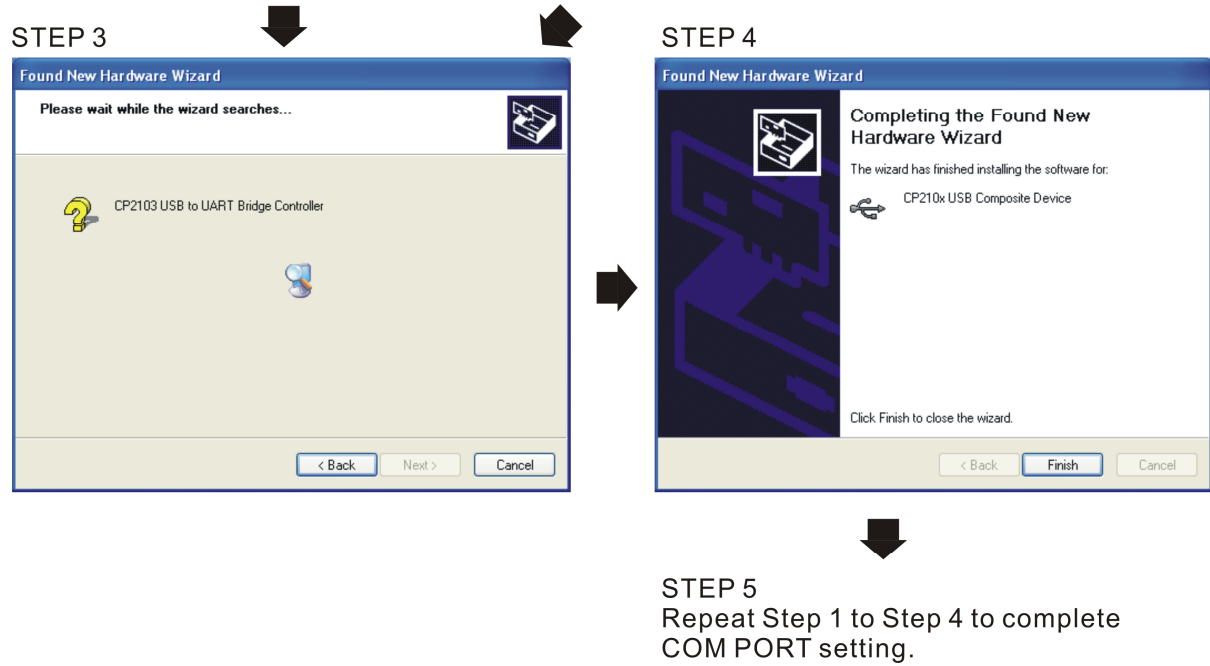 STEP 3
Found New Hardware Wizard
Please wait while the wizard searches...
CP2103 USB to UART Bridge Controller
< Back
Next >
Cancel
STEP 4
Found New Hardware Wizard
Completing the Found New
Hardware Wizard
The wizard has finished installing the software for:
CP210x USB Composite Device
Click Finish to close the wizard.
< Back
Finish
Cancel
STEP 5
Repeat Step 1 to Step 4 to complete
COM PORT setting.